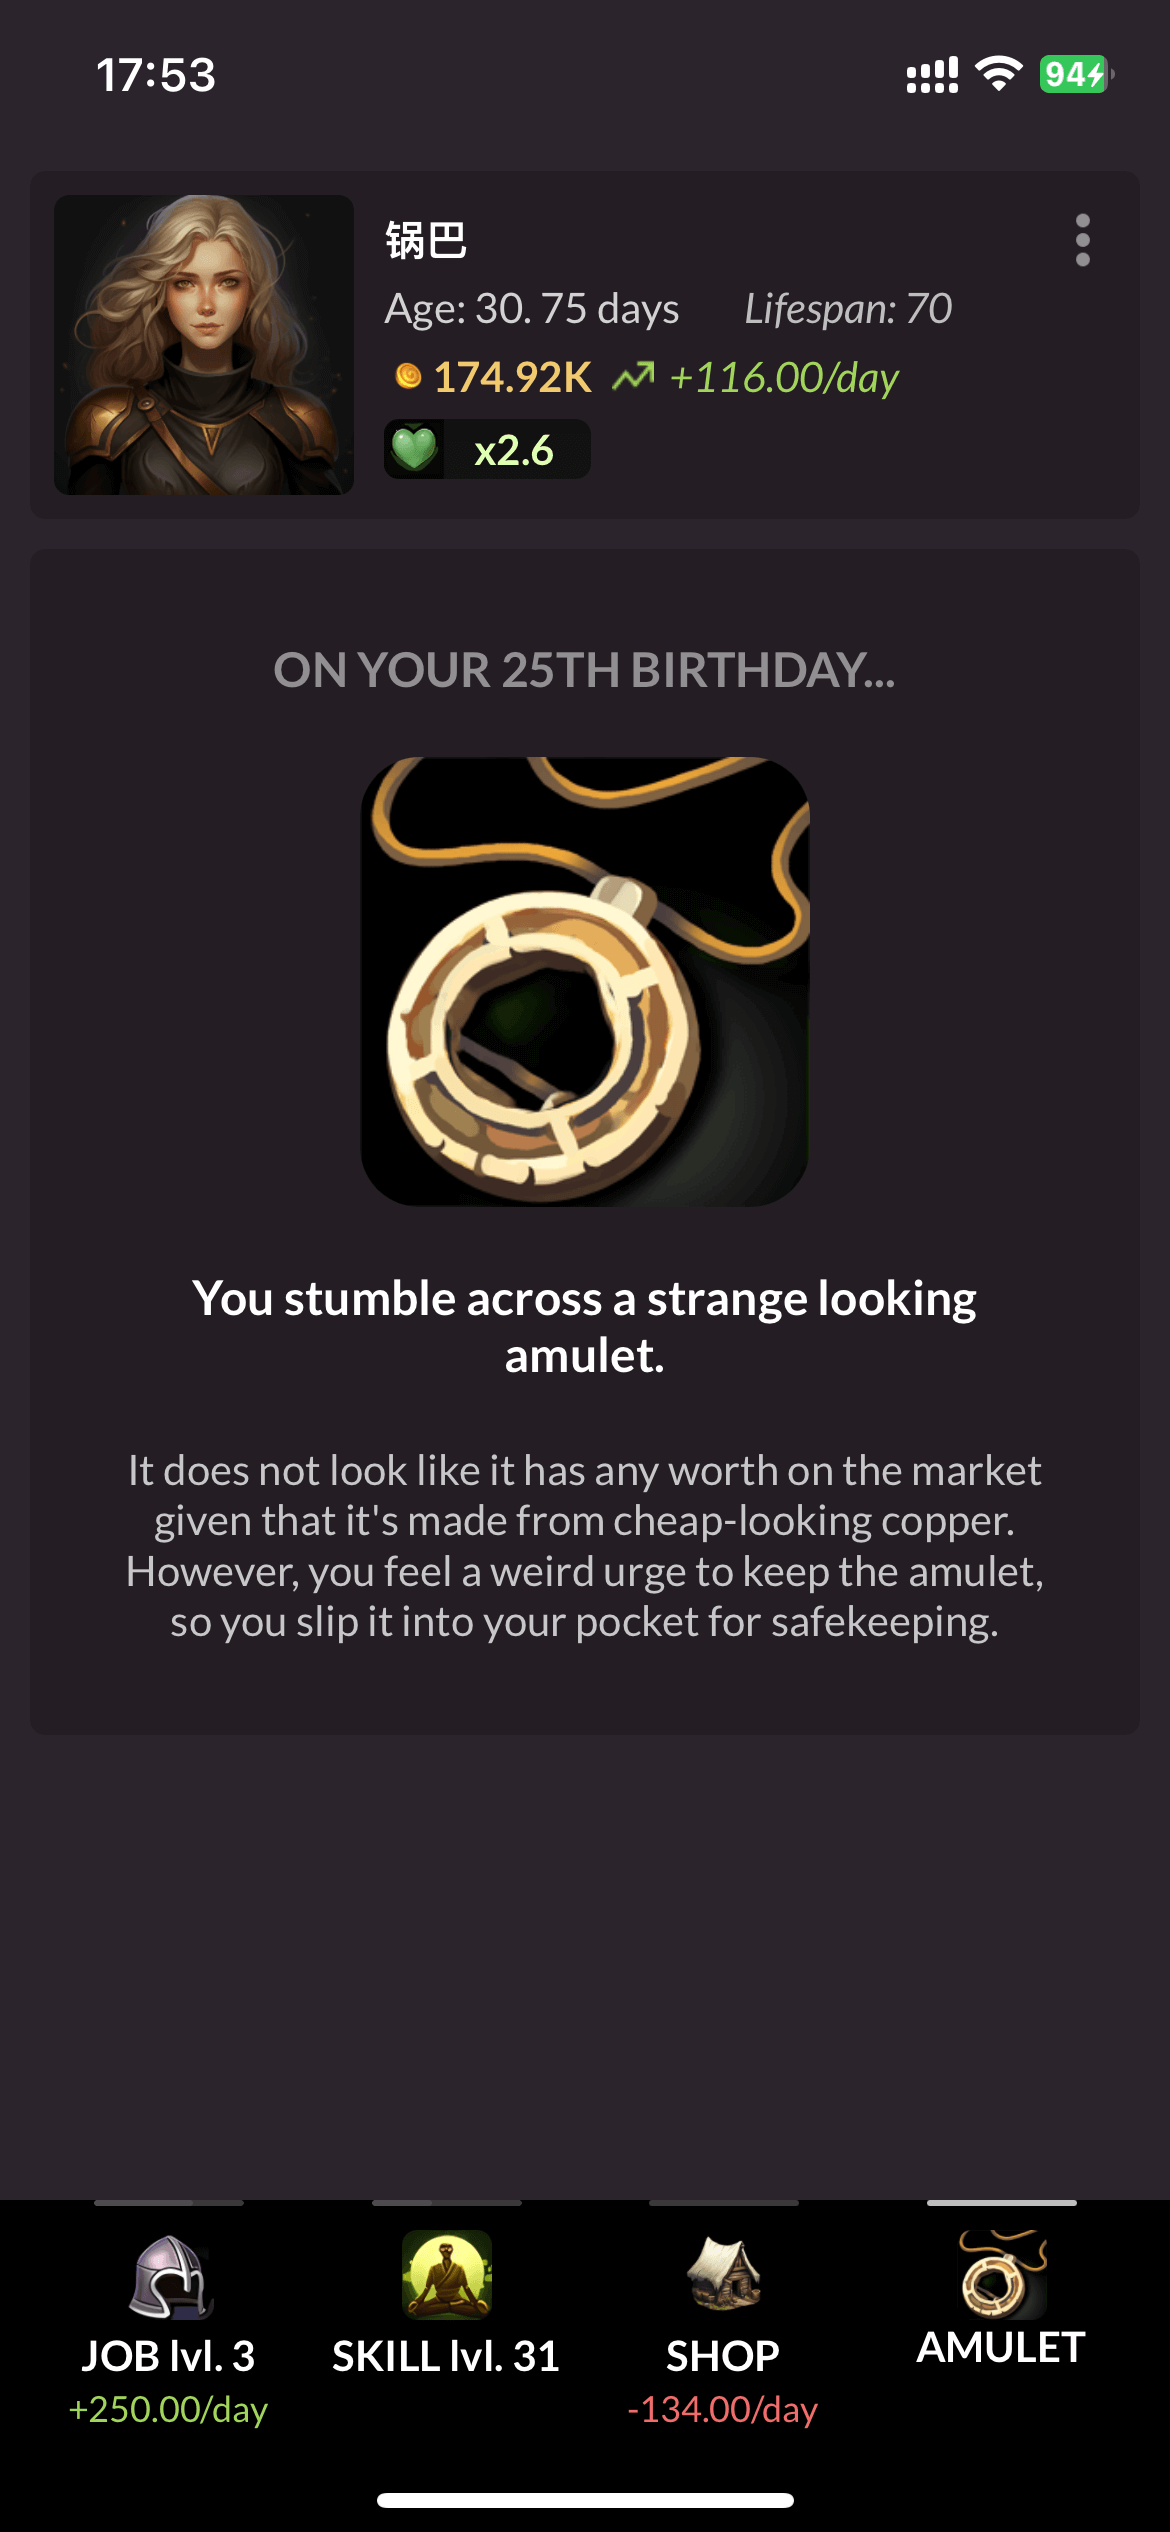 17:53
94
锅巴
Age: 30. 75 days Lifespan: 70
174.92K +116.00/day
x2.6
ON YOUR 25TH BIRTHDAY...
You stumble across a strange looking
amulet.
It does not look like it has any worth on the market
given that it's made from cheap-looking copper.
However, you feel a weird urge to keep the amulet,
so you slip it into your pocket for safekeeping.
JOB lvl. 3 SKILL lvl. 31 SHOP AMULET
+250.00/day -134.00/day